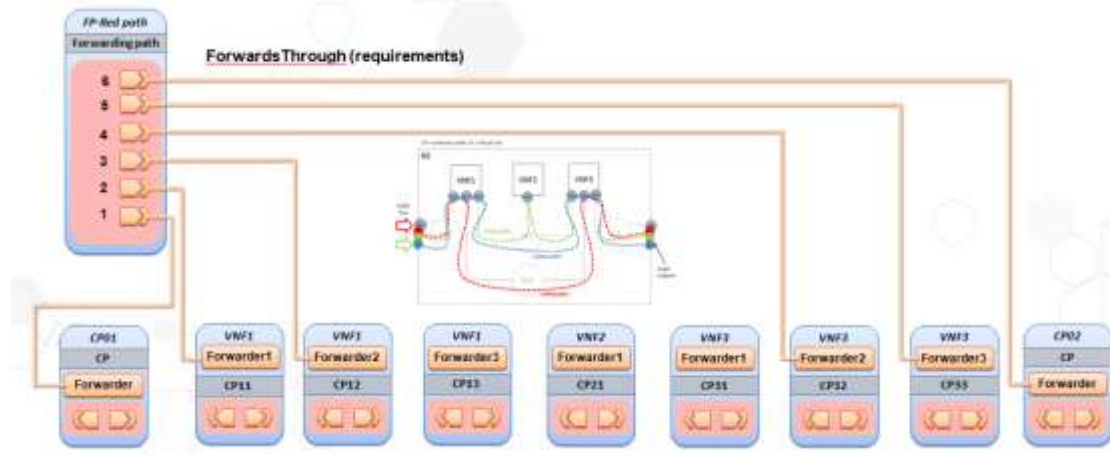 FP-Red path
Forwarding path
ForwardsThrough (requirements)
6
5
4
3
2
1
VNF1
VNF2
VNF3
CP01
CP
Forwarder
VNF1
Forwarder1
CP11
VNF1
Forwarder2
CP12
VNF1
Forwarder3
CP13
VNF2
Forwarder1
CP21
VNF3
Forwarder1
CP31
VNF3
Forwarder2
CP32
VNF3
Forwarder3
CP33
CP02
CP
Forwarder